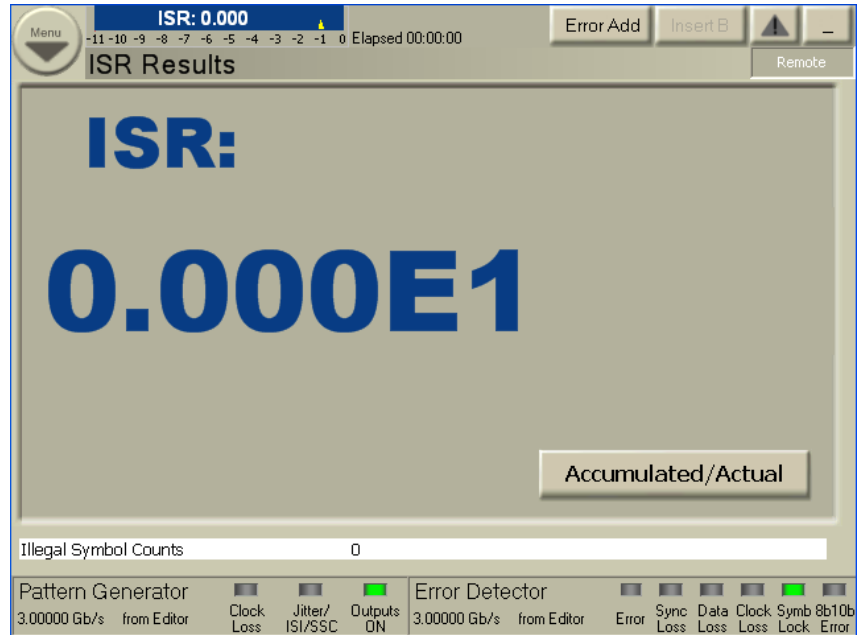 Menu
ISR: 0.000
-11 -10 -9 -8 -7 -6 -5 -4 -3 -2 -1 0 Elapsed 00:00:00
Error Add
Insert B
_
ISR Results
Remote
ISR:
0.000E1
Accumulated/Actual
Illegal Symbol Counts 0
Pattern Generator
3.00000 Gb/s from Editor
Clock Loss
Jitter/ ISI/SSC
Outputs ON
Error Detector
3.00000 Gb/s from Editor
Error
Sync Loss
Data Loss
Clock Loss
Symb Lock
8b10b Error